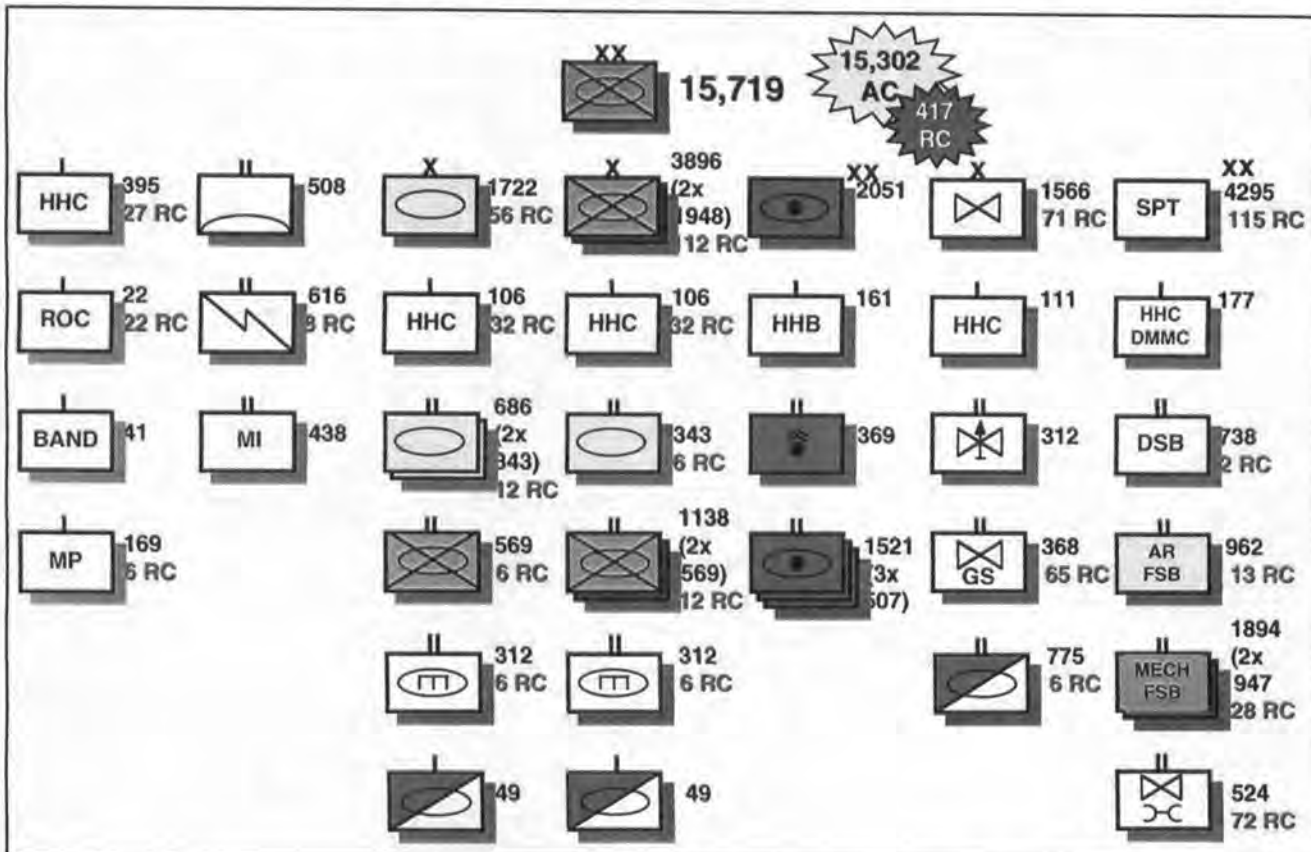 XX
15,719
15,302
AC
417
RC
I
HHC
395
27 RC
II
508
X
1722
56 RC
X
3896
(2x
1948)
112 RC
XX
2051
X
1566
71 RC
XX
SPT
4295
115 RC
I
ROC
22
22 RC
II
616
8 RC
I
HHC
106
32 RC
I
HHC
106
32 RC
I
HHB
161
I
HHC
111
I
HHC
DMMC
177
I
BAND
41
II
MI
438
II
686
(2x
343)
12 RC
II
343
6 RC
II
369
II
312
II
DSB
738
2 RC
I
MP
169
6 RC
II
569
6 RC
II
1138
(2x
569)
12 RC
II
1521
(3x
507)
II
GS
368
65 RC
II
AR
FSB
962
13 RC
II
312
6 RC
II
312
6 RC
II
775
6 RC
II
MECH
FSB
1894
(2x
947
28 RC
I
49
I
49
II
524
72 RC